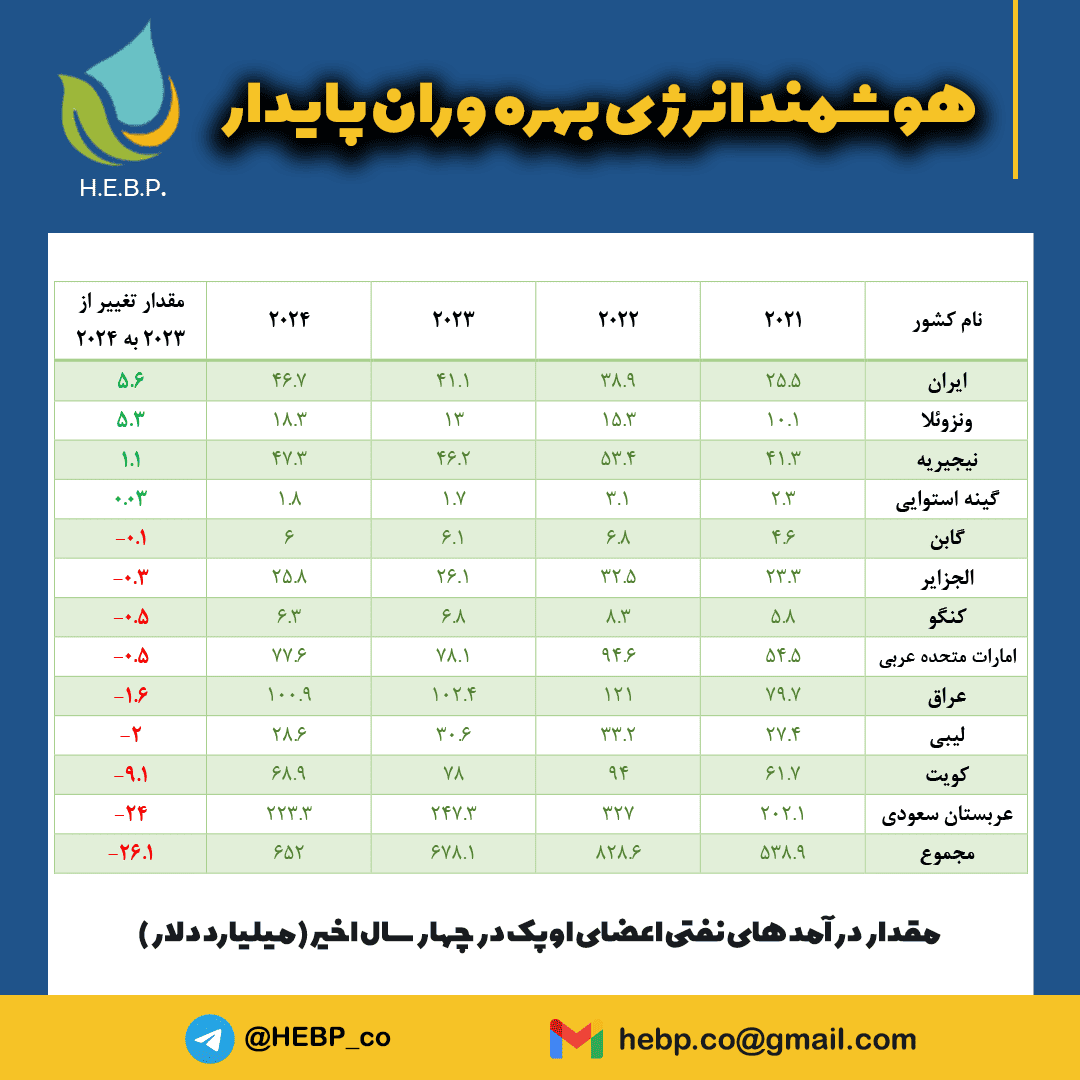 هوشمند انرژی بهره وران پایدار
H.E.B.P.
نام کشور ۲۰۲۱ ۲۰۲۲ ۲۰۲۳ ۲۰۲۴ مقدار تغییر از
۲۰۲۳ به ۲۰۲۴
ایران ۲۵.۵ ۳۸.۹ ۴۱.۱ ۴۶.۷ ۵.۶
ونزوئلا ۱۰.۱ ۱۵.۳ ۱۳ ۱۸.۳ ۵.۳
نیجیریه ۴۱.۳ ۵۳.۴ ۴۶.۲ ۴۷.۳ ۱.۱
گینه استوایی ۲.۳ ۳.۱ ۱.۷ ۱.۸ ۰.۰۳
گابن ۴.۶ ۶.۸ ۶.۱ ۶ -۰.۱
الجزایر ۲۳.۳ ۳۲.۵ ۲۶.۱ ۲۵.۸ -۰.۳
کنگو ۵.۸ ۸.۳ ۶.۸ ۶.۳ -۰.۵
امارات متحده عربی ۵۴.۵ ۹۴.۶ ۷۸.۱ ۷۷.۶ -۰.۵
عراق ۷۹.۷ ۱۲۱ ۱۰۲.۴ ۱۰۰.۹ -۱.۶
لیبی ۲۷.۴ ۳۳.۲ ۳۰.۶ ۲۸.۶ -۲
کویت ۶۱.۷ ۹۴ ۷۸ ۶۸.۹ -۹.۱
عربستان سعودی ۲۰۲.۱ ۳۲۷ ۲۴۷.۳ ۲۲۳.۳ -۲۴
مجموع ۵۳۸.۹ ۸۲۸.۶ ۶۷۸.۱ ۶۵۲ -۲۶.۱
مقدار درآمدهای نفتی اعضای اوپک در چهار سال اخیر (میلیارد دلار)
@HEBP_co
hebp.co@gmail.com